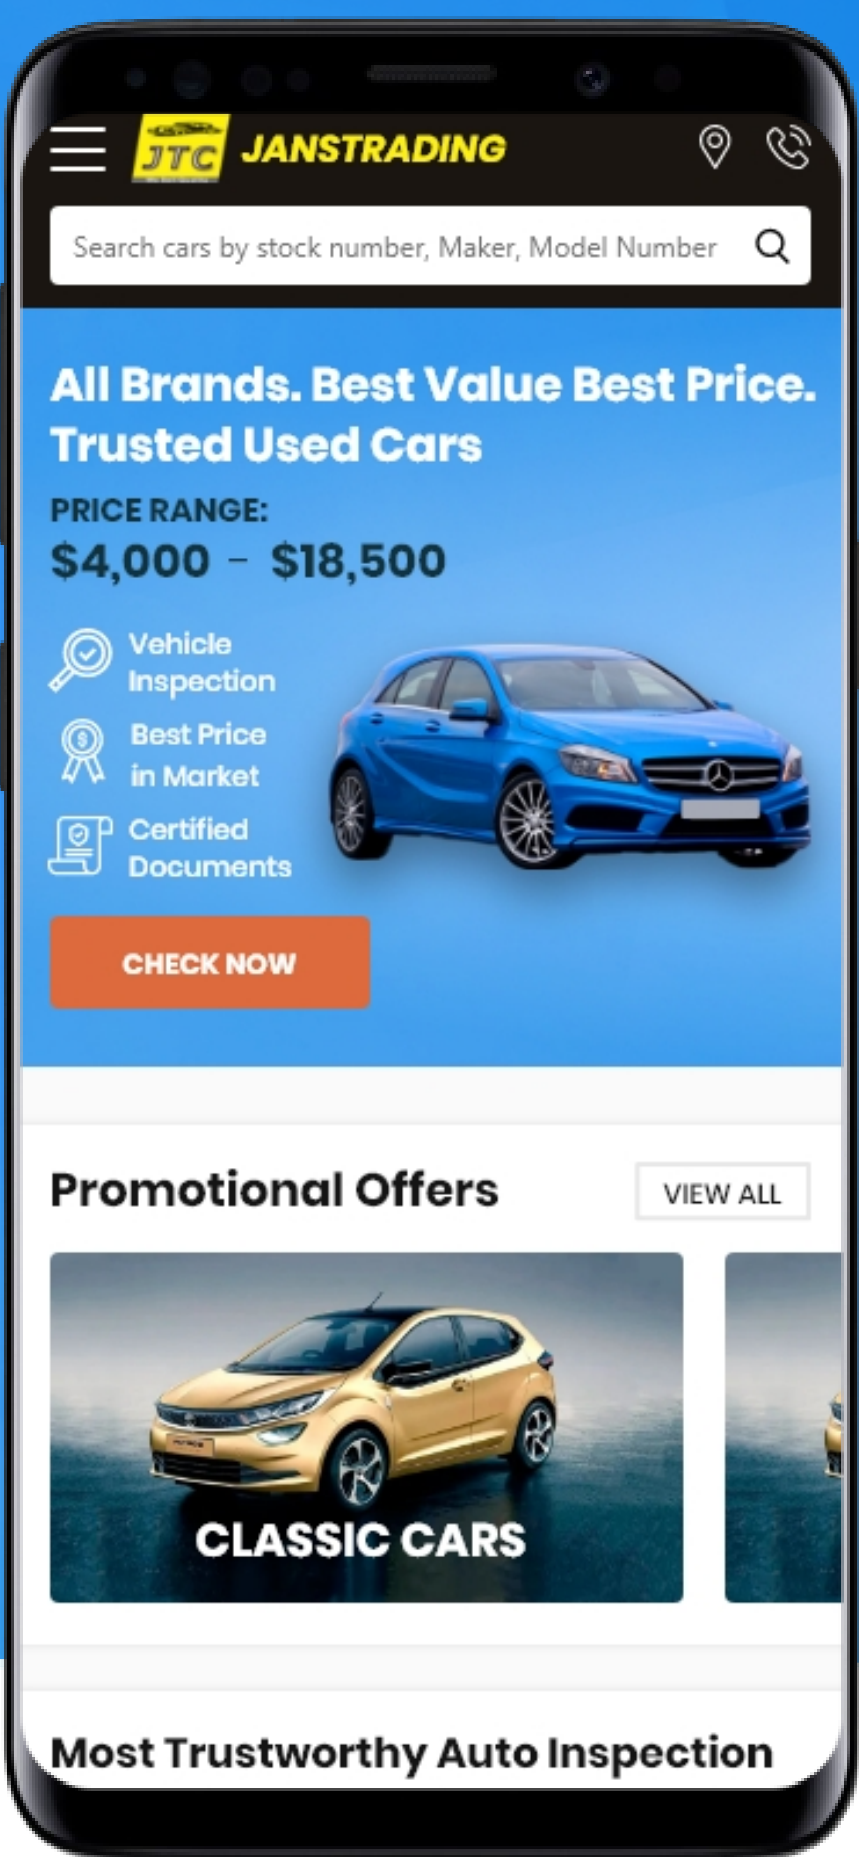 JTC JANSTRADING
Search cars by stock number, Maker, Model Number
All Brands. Best Value Best Price.
Trusted Used Cars
PRICE RANGE:
$4,000 - $18,500
Vehicle
Inspection
Best Price
in Market
Certified
Documents
CHECK NOW
Promotional Offers
VIEW ALL
CLASSIC CARS
Most Trustworthy Auto Inspection